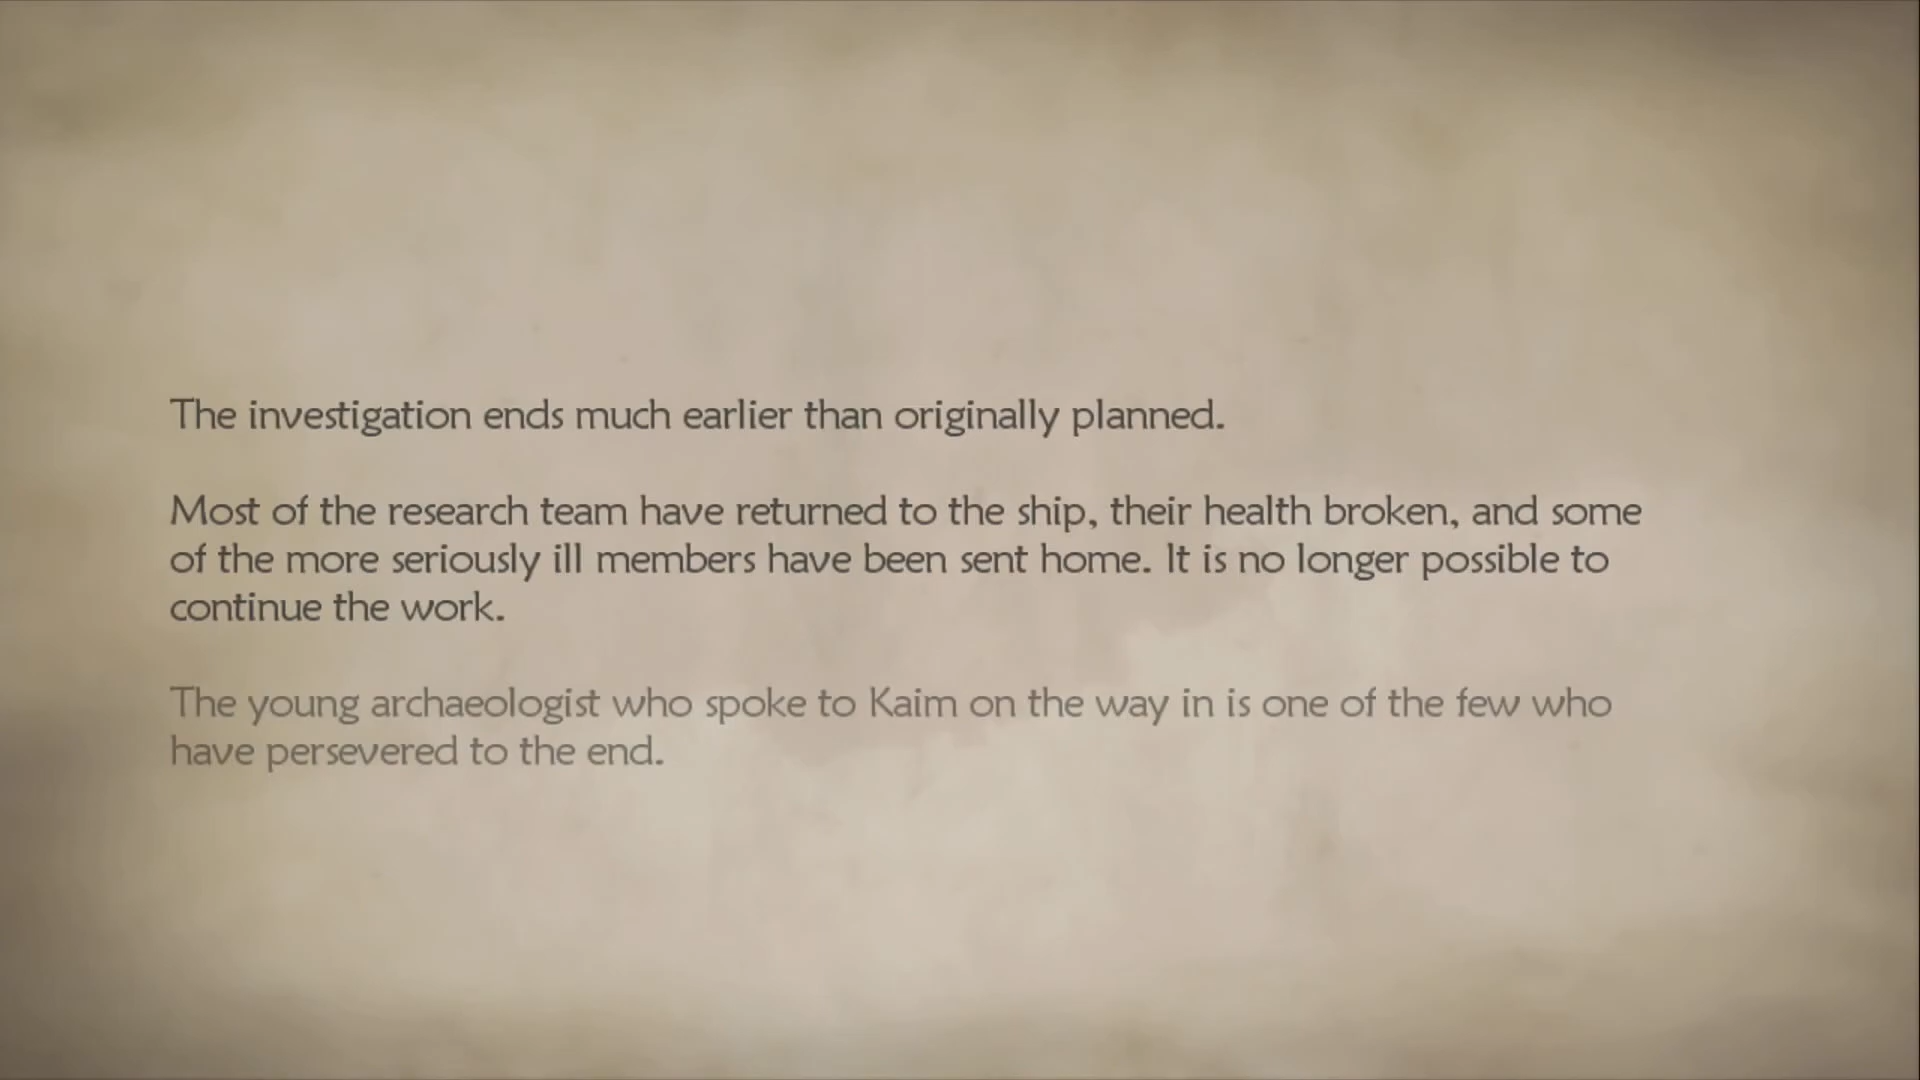 The investigation ends much earlier than originally planned.
Most of the research team have returned to the ship, their health broken, and some
of the more seriously ill members have been sent home. It is no longer possible to
continue the work.
The young archaeologist who spoke to Kaim on the way in is one of the few who
have persevered to the end.